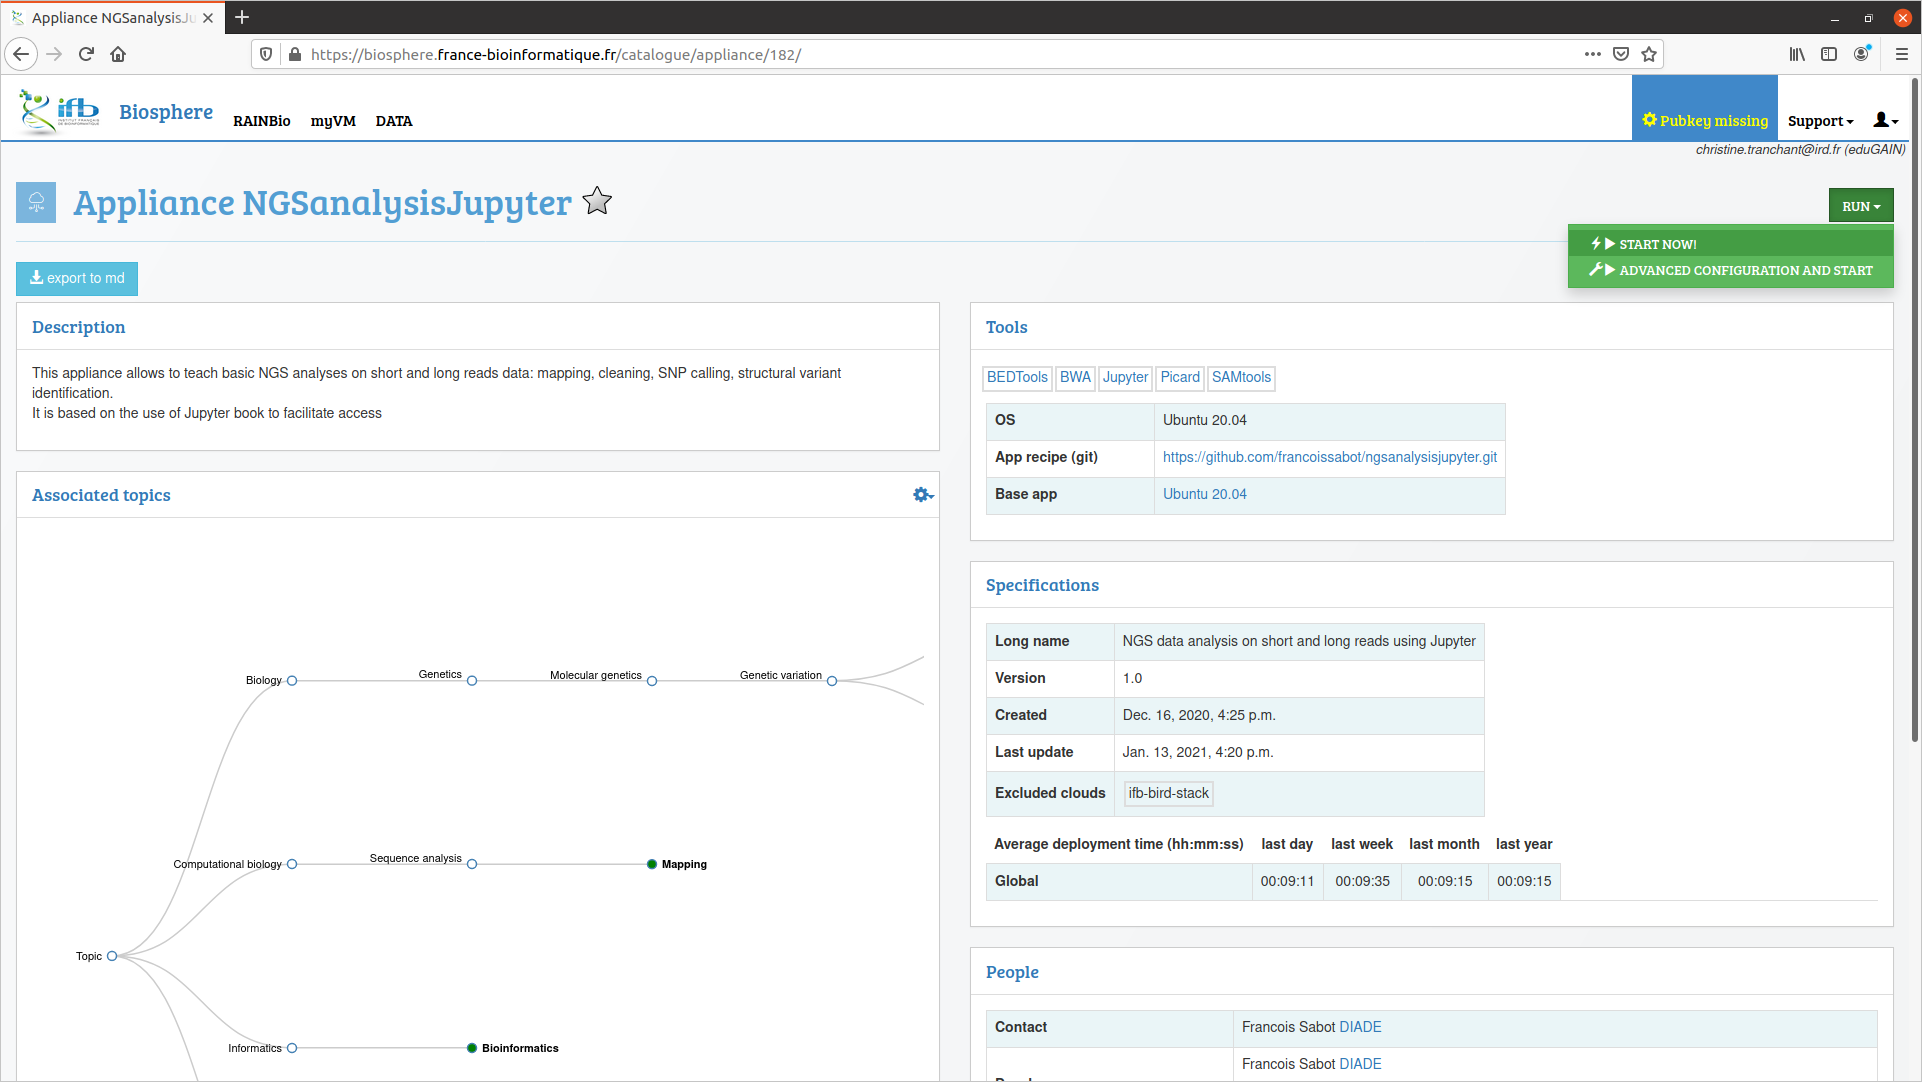 Appliance NGSanalysisJu
https://biosphere.france-bioinformatique.fr/catalogue/appliance/182/
ifb
INSTITUT FRANÇAIS
DE BIOINFORMATIQUE
Biosphere
RAINBio
myVM
DATA
Pubkey missing
Support
christine.tranchant@ird.fr (eduGAIN)
Appliance NGSanalysisJupyter
RUN
START NOW!
ADVANCED CONFIGURATION AND START
export to md
Description
This appliance allows to teach basic NGS analyses on short and long reads data: mapping, cleaning, SNP calling, structural variant
identification.
It is based on the use of Jupyter book to facilitate access
Associated topics
Biology
Genetics
Molecular genetics
Genetic variation
Computational biology
Sequence analysis
Mapping
Topic
Informatics
Bioinformatics
Tools
BEDTools
BWA
Jupyter
Picard
SAMtools
OS Ubuntu 20.04
App recipe (git) https://github.com/francoissabot/ngsanalysisjupyter.git
Base app Ubuntu 20.04
Specifications
Long name NGS data analysis on short and long reads using Jupyter
Version 1.0
Created Dec. 16, 2020, 4:25 p.m.
Last update Jan. 13, 2021, 4:20 p.m.
Excluded clouds ifb-bird-stack
Average deployment time (hh:mm:ss) last day last week last month last year
Global 00:09:11 00:09:35 00:09:15 00:09:15
People
Contact Francois Sabot DIADE
Francois Sabot DIADE